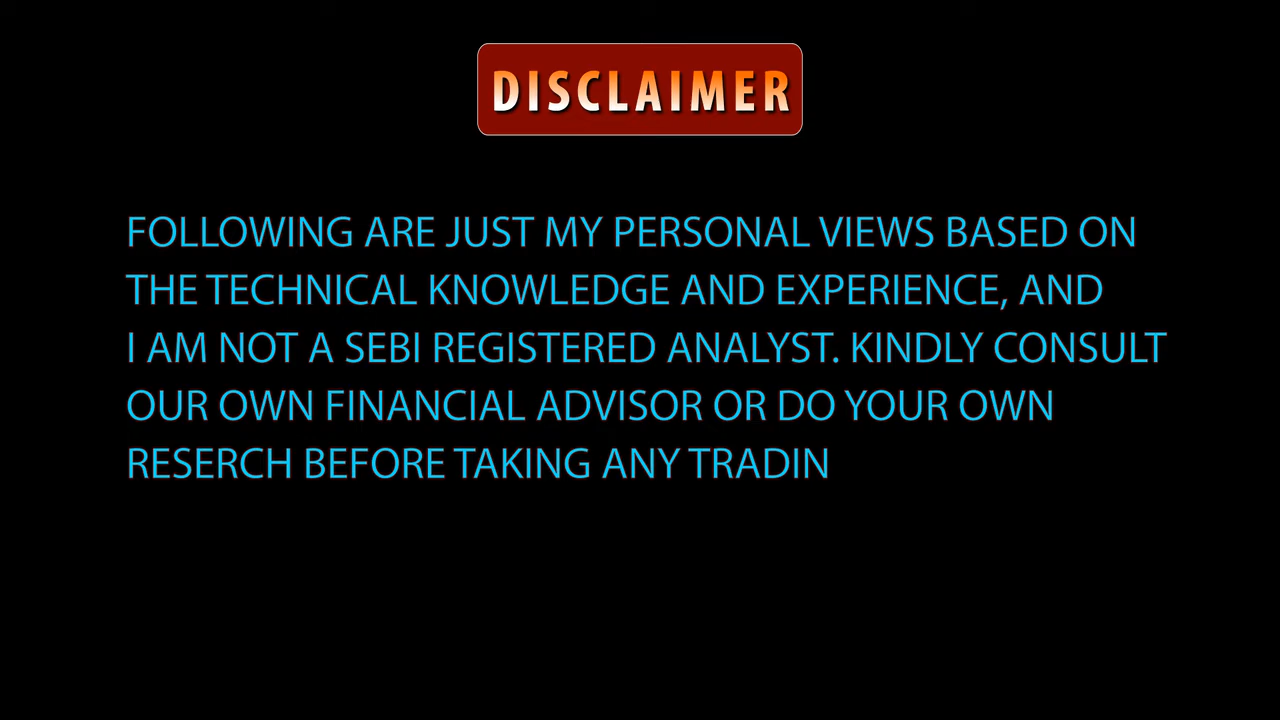 DISCLAIMER
FOLLOWING ARE JUST MY PERSONAL VIEWS BASED ON
THE TECHNICAL KNOWLEDGE AND EXPERIENCE, AND
I AM NOT A SEBI REGISTERED ANALYST. KINDLY CONSULT
OUR OWN FINANCIAL ADVISOR OR DO YOUR OWN
RESERCH BEFORE TAKING ANY TRADIN